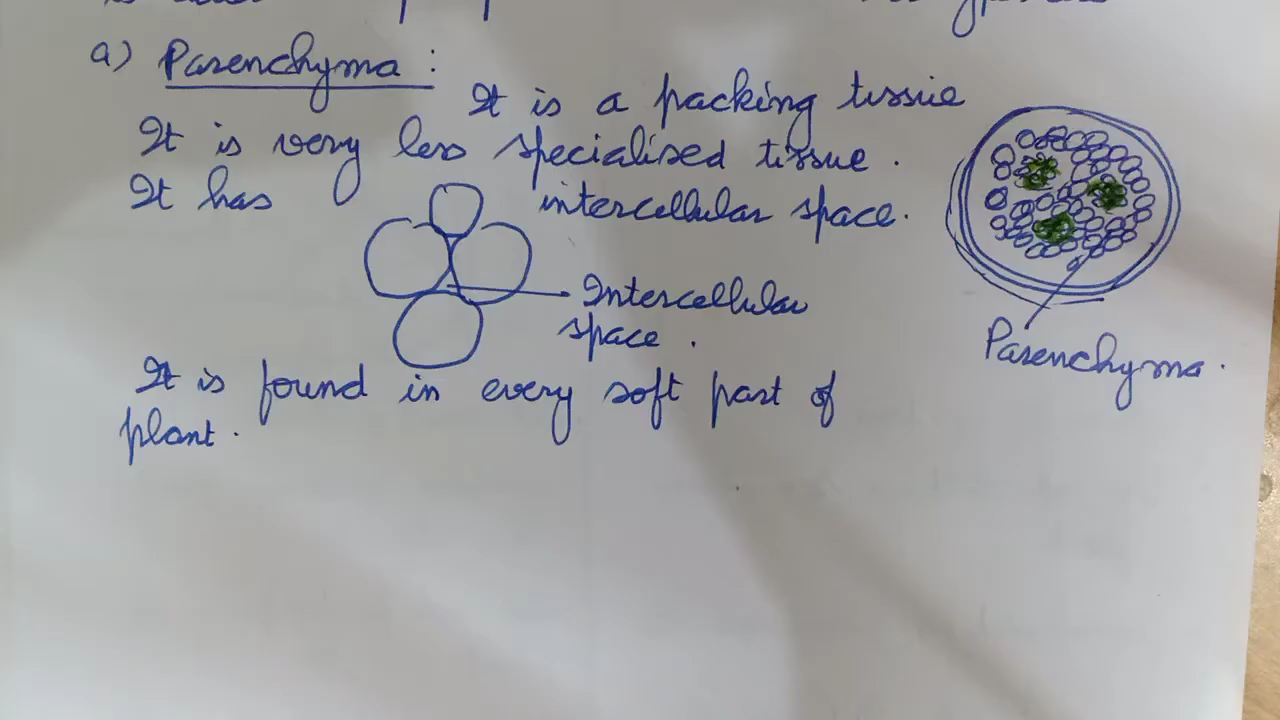 a) Parenchyma :
It is a packing tissue
It is very less specialised tissue .
It has intercellular space.
Intercellular
space .
Parenchyma .
It is found in every soft part of
plant .